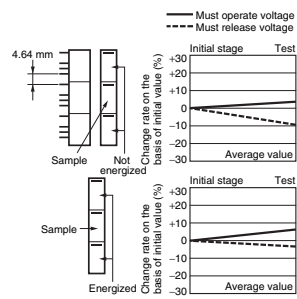 Must operate voltage
Must release voltage
4.64 mm
Sample
Not
energized
Initial stage Test
Change rate on the
basis of initial value (%)
+30
+20
+10
0
−10
−20
−30
Average value
Sample
Energized
Initial stage Test
Change rate on the
basis of initial value (%)
+30
+20
+10
0
−10
−20
−30
Average value